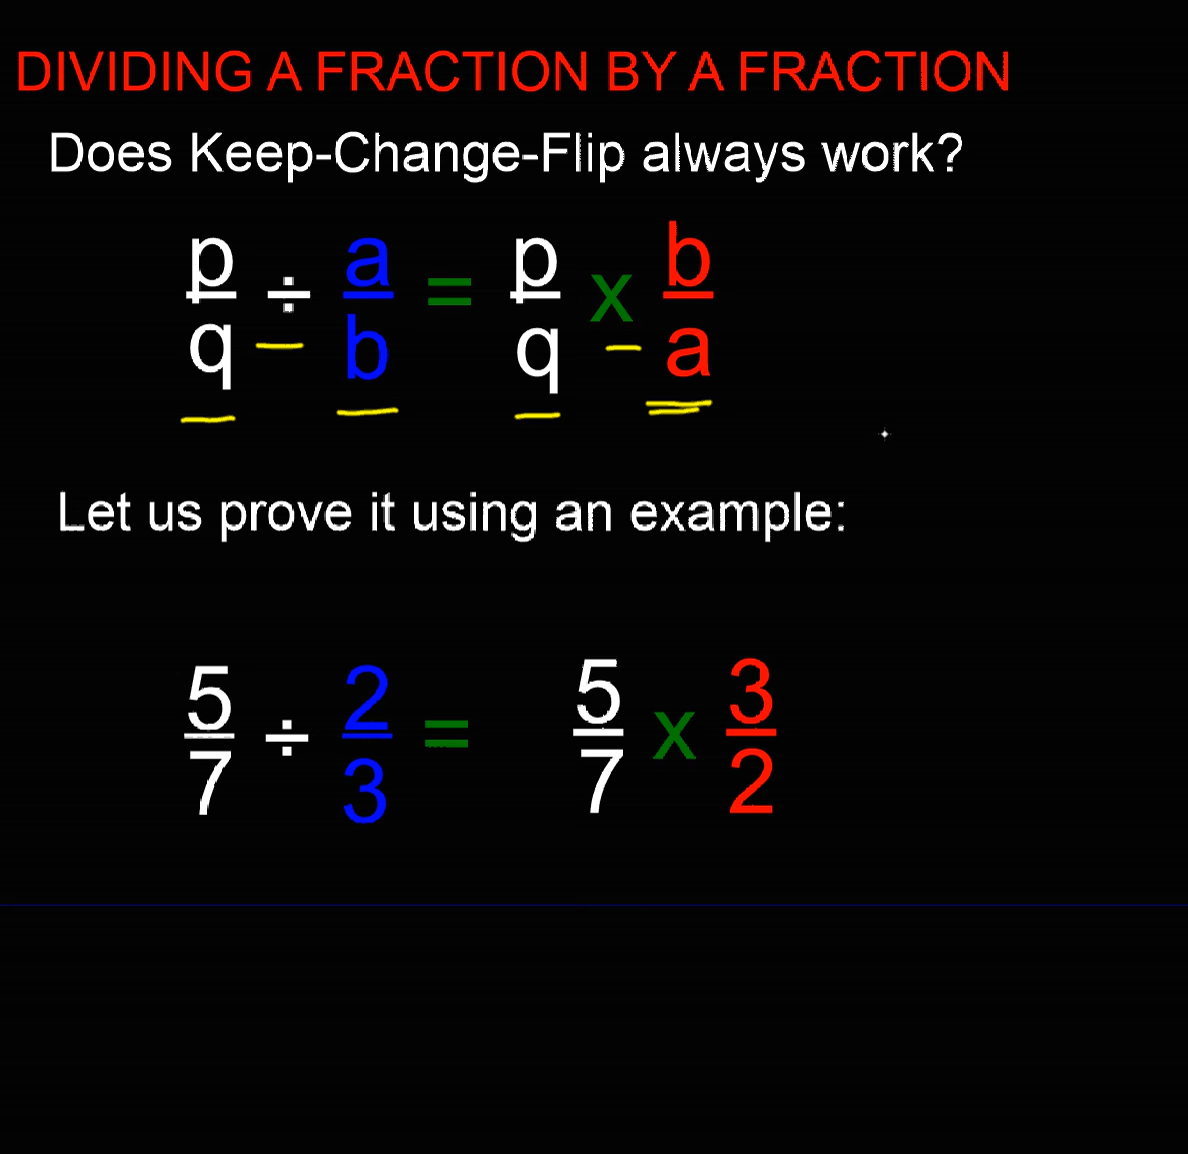 DIVIDING A FRACTION BY A FRACTION
Does Keep-Change-Flip always work?
p/q ÷ a/b = p/q x b/a
Let us prove it using an example:
5/7 ÷ 2/3 = 5/7 x 3/2